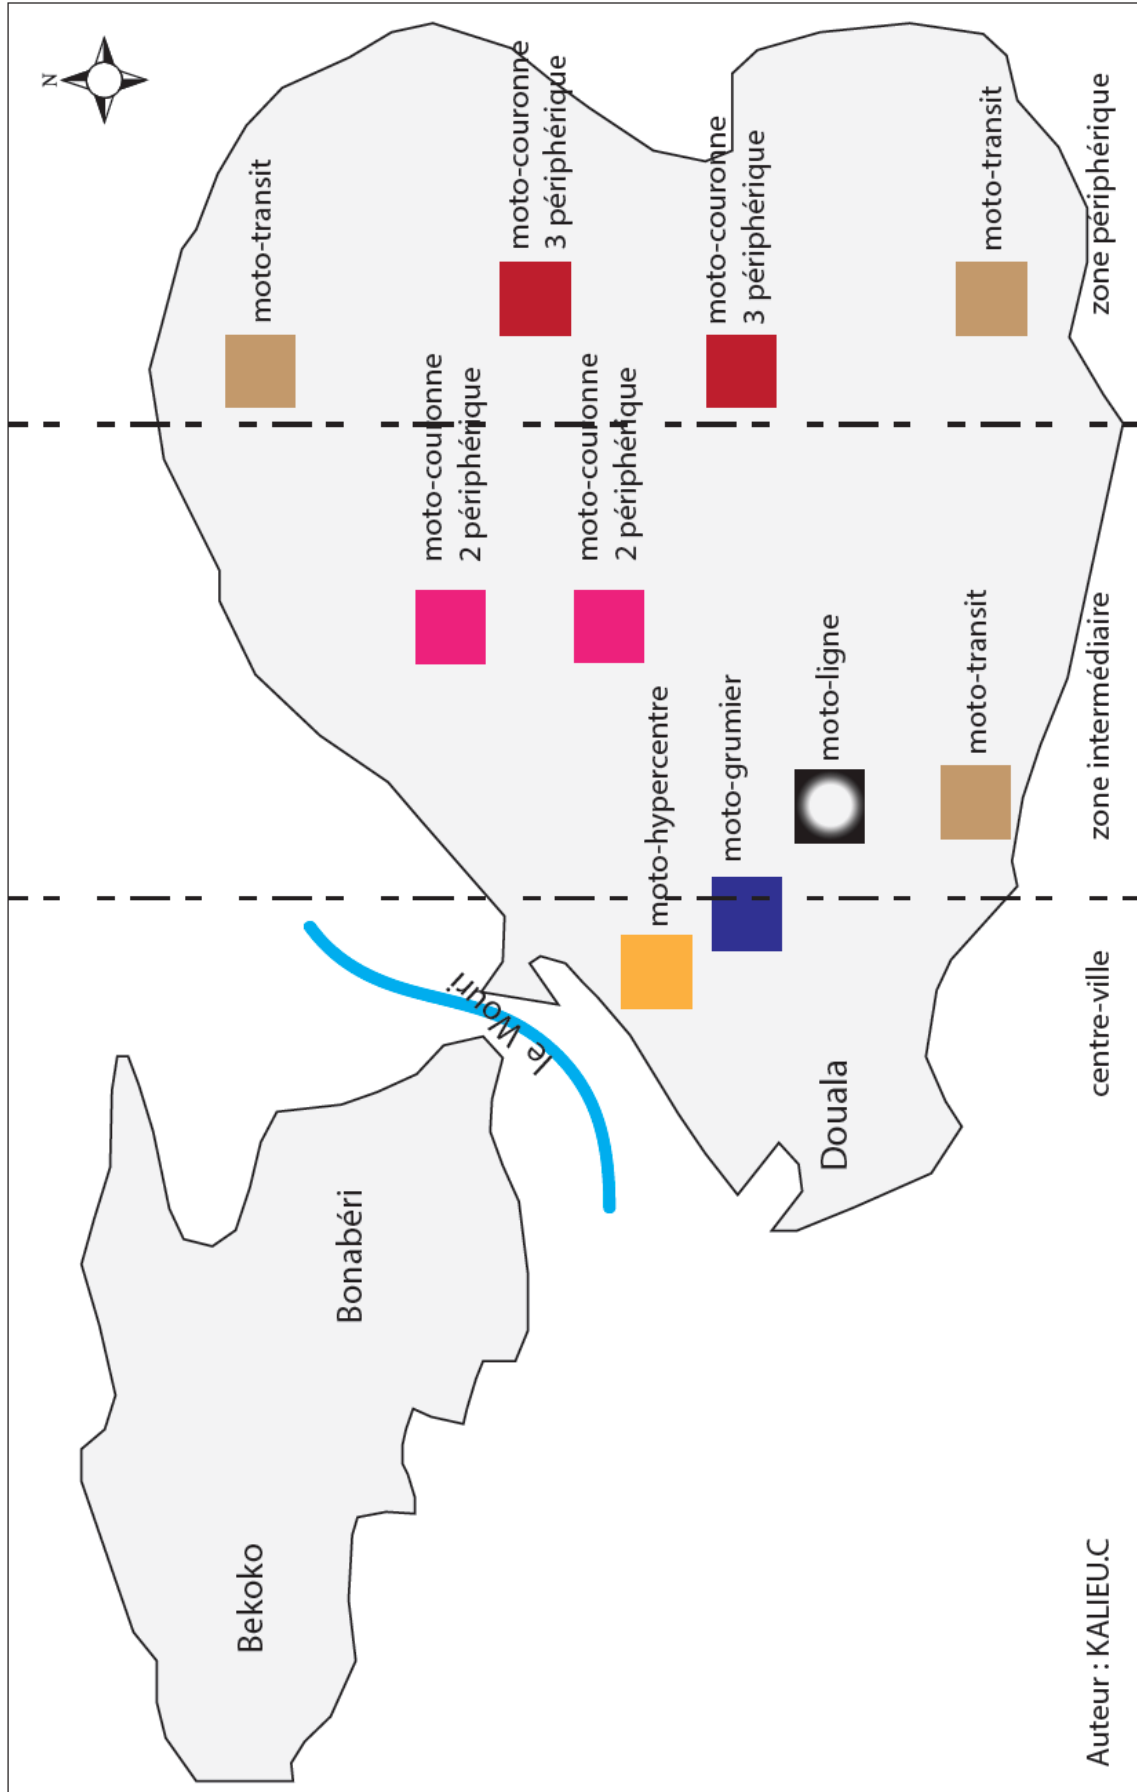 N
moto-transit
moto-couronne
3 périphérique
moto-couronne
2 périphérique
moto-couronne
2 périphérique
moto-couronne
3 périphérique
moto-hypercentre
moto-grumier
moto-ligne
moto-transit
moto-transit
le Wouri
Bekoko
Bonabéri
Douala
Auteur : KALIEU.C
centre-ville
zone intermédiaire
zone périphérique